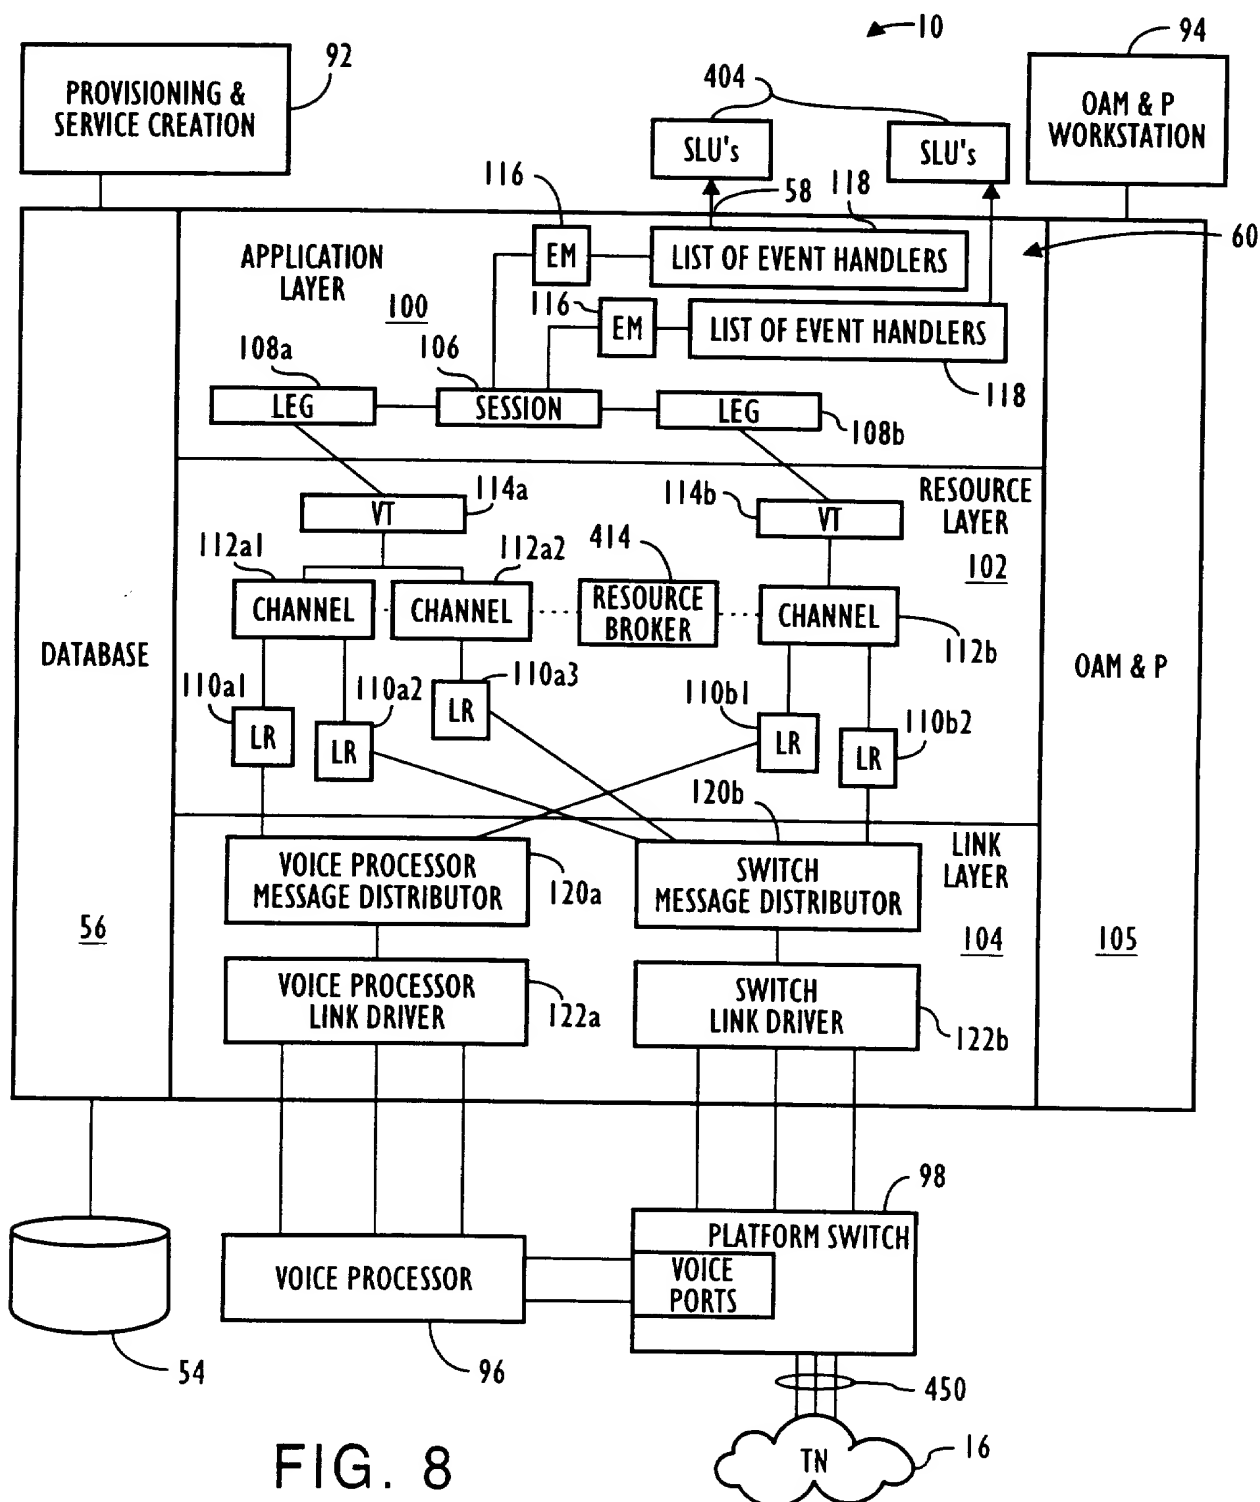 10
92
94
404
PROVISIONING &
SERVICE CREATION
OAM & P
WORKSTATION
SLU's
SLU's
116
58
118
60
APPLICATION
LAYER
100
EM
LIST OF EVENT HANDLERS
116
EM
LIST OF EVENT HANDLERS
118
108a
106
LEG
SESSION
LEG
108b
114a
VT
114b
VT
RESOURCE
LAYER
102
112a1
112a2
414
CHANNEL
CHANNEL
RESOURCE
BROKER
CHANNEL
112b
DATABASE
OAM & P
110a1
110a2
110a3
110b1
110b2
LR
LR
LR
LR
LR
120b
LINK
LAYER
VOICE PROCESSOR
MESSAGE DISTRIBUTOR
120a
SWITCH
MESSAGE DISTRIBUTOR
56
104
105
VOICE PROCESSOR
LINK DRIVER
122a
SWITCH
LINK DRIVER
122b
98
PLATFORM SWITCH
VOICE
PORTS
VOICE PROCESSOR
54
96
450
TN
16
FIG. 8